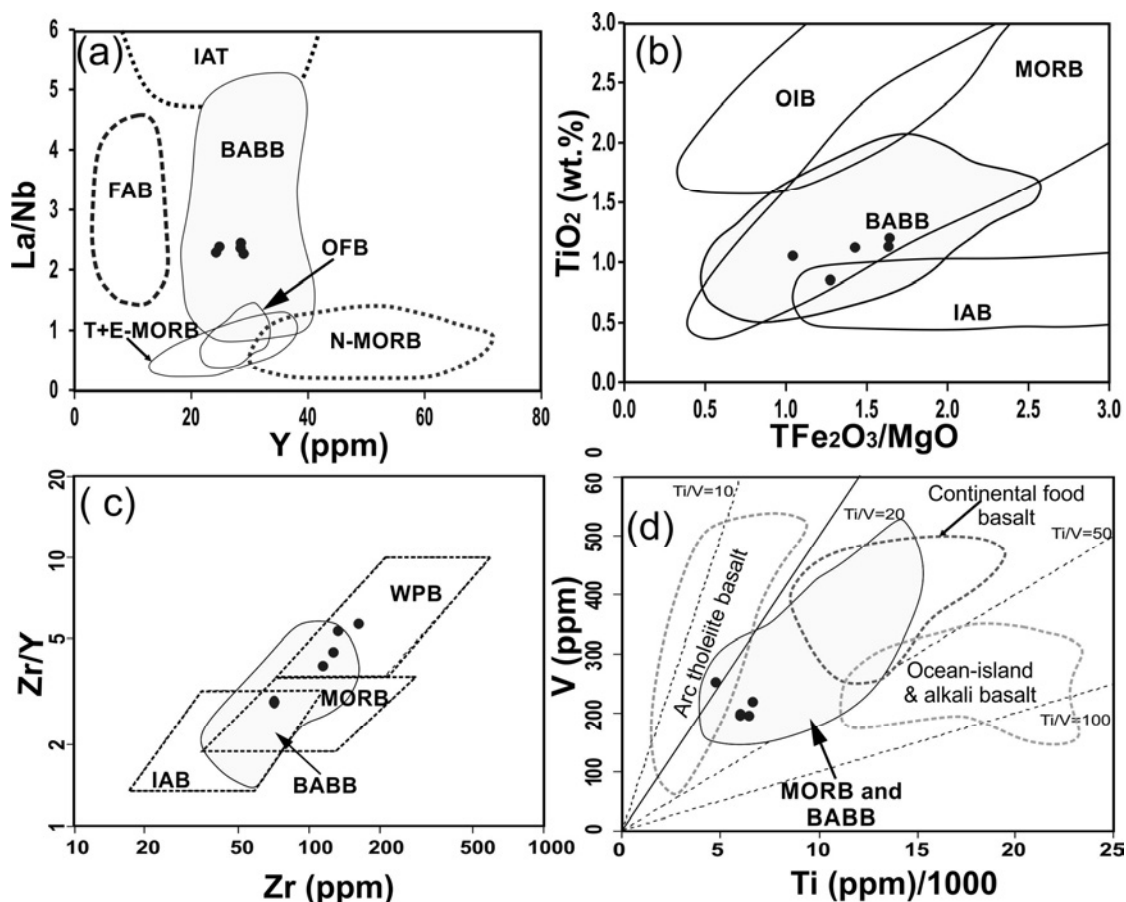 (a)
6
5
4
3
2
1
0
La/Nb
IAT
BABB
FAB
OFB
T+E-MORB
N-MORB
0 20 40 60 80
Y (ppm)
(b)
3.0
2.5
2.0
1.5
1.0
0.5
0.0
TiO2 (wt.%)
OIB
MORB
BABB
IAB
0.0 0.5 1.0 1.5 2.0 2.5 3.0
TFe2O3/MgO
( c)
20
10
5
2
1
Zr/Y
WPB
MORB
IAB
BABB
10 20 50 100 200 500 1000
Zr (ppm)
(d)
0
60
500
400
300
200
100
0
V (ppm)
Ti/V=10
Ti/V=20
Continental food
basalt
Ti/V=50
Arc tholeiite basalt
Ocean-island
& alkali basalt
Ti/V=100
MORB and
BABB
0 5 10 15 20 25
Ti (ppm)/1000